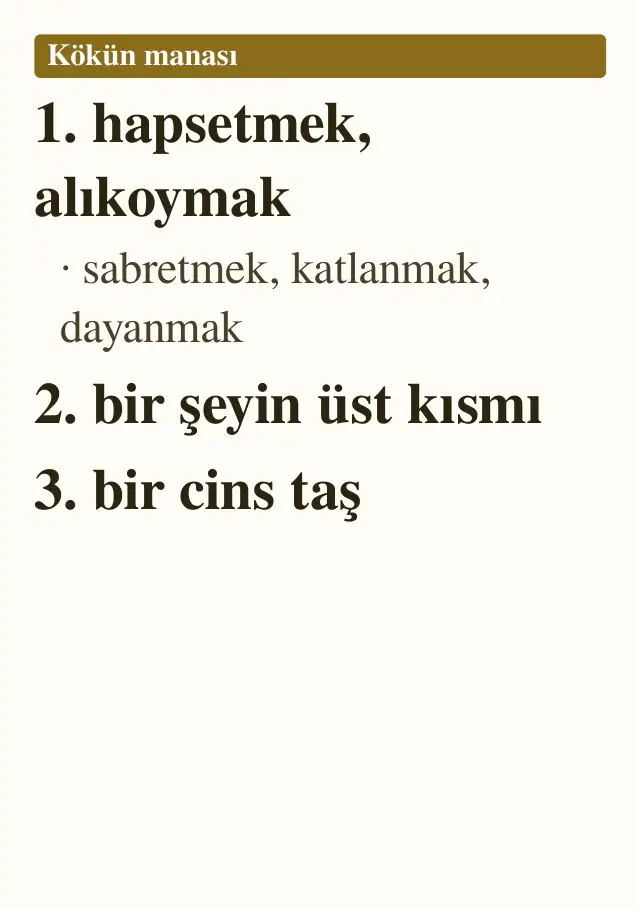 Kökün manası
1. hapsetmek,
alıkoymak
· sabretmek, katlanmak,
dayanmak
2. bir şeyin üst kısmı
3. bir cins taş